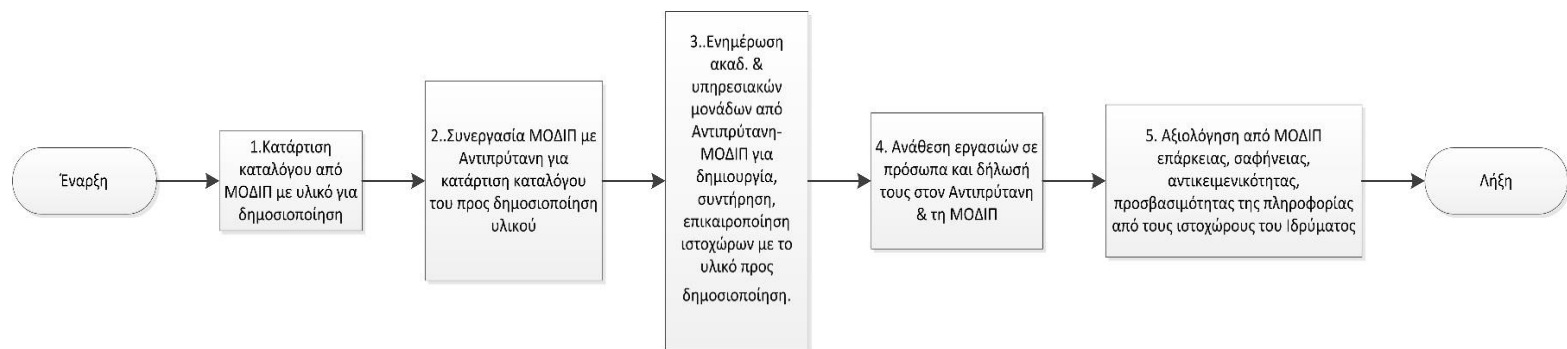 Έναρξη
1.Κατάρτιση
καταλόγου από
ΜΟΔΙΠ με υλικό για
δημοσιοποίηση
2..Συνεργασία ΜΟΔΙΠ με
Αντιπρύτανη για
κατάρτιση καταλόγου
του προς δημοσιοποίηση
υλικού
3..Ενημέρωση
ακαδ. &
υπηρεσιακών
μονάδων από
Αντιπρύτανη-
ΜΟΔΙΠ για
δημιουργία,
συντήρηση,
επικαιροποίηση
ιστοχώρων με το
υλικό προς
δημοσιοποίηση.
4. Ανάθεση εργασιών σε
πρόσωπα και δήλωσή
τους στον Αντιπρύτανη
& τη ΜΟΔΙΠ
5. Αξιολόγηση από ΜΟΔΙΠ
επάρκειας, σαφήνειας,
αντικειμενικότητας,
προσβασιμότητας της πληροφορίας
από τους ιστοχώρους του Ιδρύματος
Λήξη